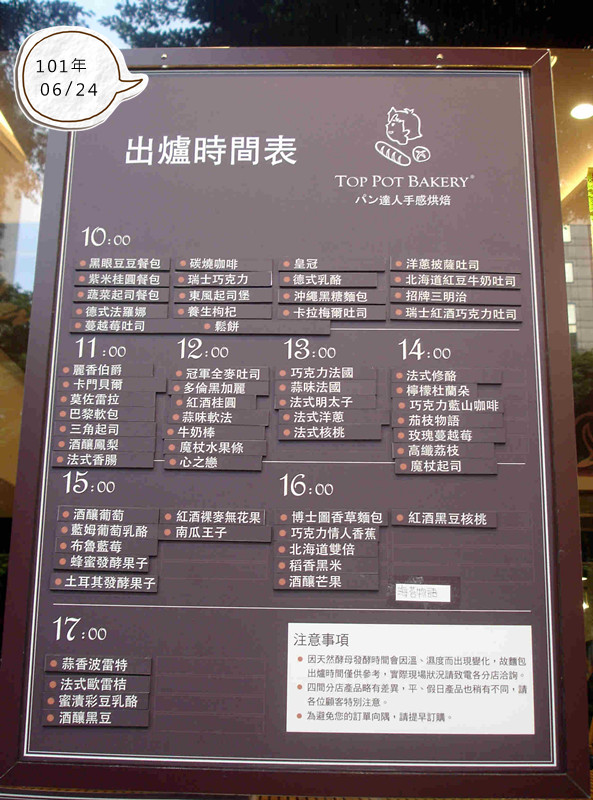 101年
06/24
出爐時間表
TOP POT BAKERY®
パン達人手感烘焙
10:00
黑眼豆豆餐包
碳燒咖啡
皇冠
洋蔥披薩吐司
紫米桂圓餐包
瑞士巧克力
德式乳酪
北海道紅豆牛奶吐司
蔬菜起司餐包
東風起司堡
沖繩黑糖麵包
招牌三明治
德式法羅娜
養生枸杞
卡拉梅爾吐司
瑞士紅酒巧克力吐司
蔓越莓吐司
鬆餅
11:00
麗香伯爵
卡門貝爾
莫佐雷拉
巴黎軟包
三角起司
酒釀鳳梨
法式香腸
12:00
冠軍全麥吐司
多倫黑加麗
紅酒桂圓
蒜味軟法
牛奶棒
魔杖水果條
心之戀
13:00
巧克力法國
蒜味法國
法式明太子
法式洋蔥
法式核桃
14:00
法式修酪
檸檬杜蘭朵
巧克力藍山咖啡
茄枝物語
玫瑰蔓越莓
高纖荔枝
魔杖起司
15:00
酒釀葡萄
藍姆葡萄乳酪
布魯藍莓
蜂蜜發酵果子
土耳其發酵果子
紅酒裸麥無花果
南瓜王子
16:00
博士圖香草麵包
巧克力情人香蕉
北海道雙倍
稻香黑米
酒釀芒果
紅酒黑豆核桃
17:00
蒜香波雷特
法式歐雷桔
蜜漬彩豆乳酪
酒釀黑豆
注意事項
因天然酵母發酵時間會因溫、濕度而出現變化，故麵包
出爐時間僅供參考，實際現場狀況請致電各分店洽詢。
四間分店產品略有差異，平、假日產品也稍有不同，請
各位顧客特別注意。
為避免您的訂單向隅，請提早訂購。